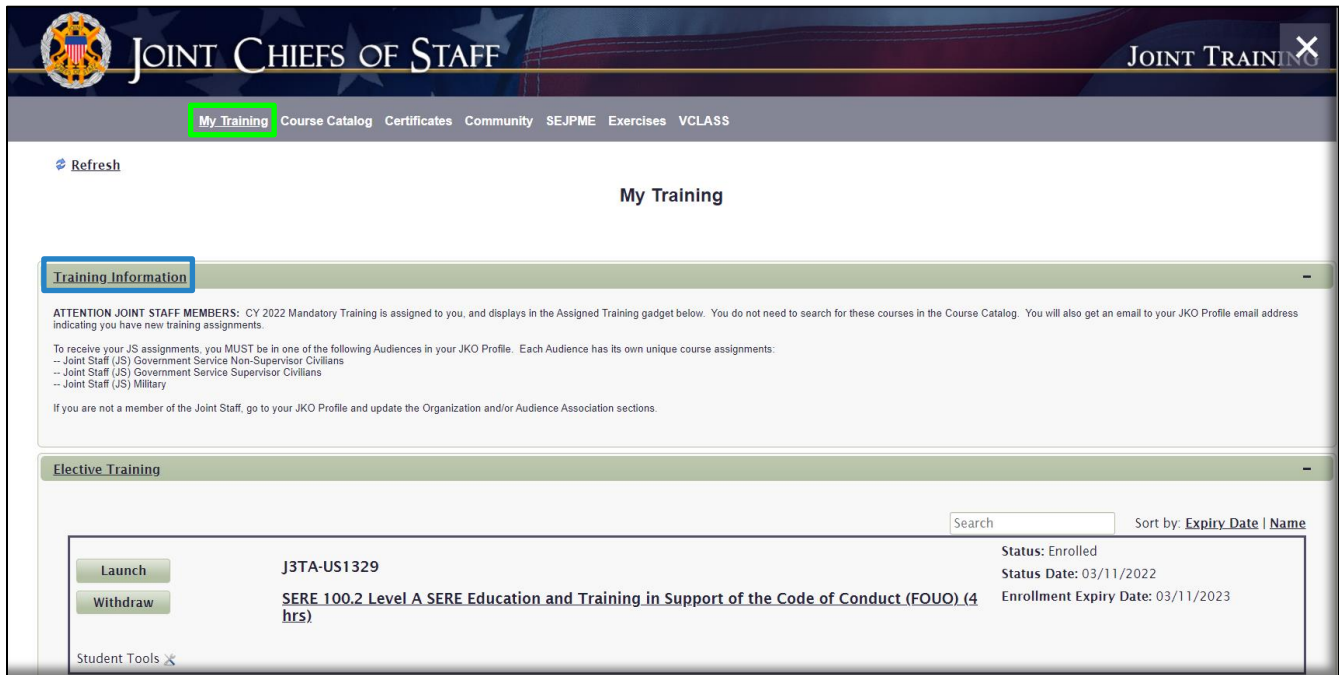 JOINT CHIEFS OF STAFF
JOINT TRAINING
My Training Course Catalog Certificates Community SEJPME Exercises VCLASS
Refresh
My Training
Training Information
ATTENTION JOINT STAFF MEMBERS: CY 2022 Mandatory Training is assigned to you, and displays in the Assigned Training gadget below. You do not need to search for these courses in the Course Catalog. You will also get an email to your JKO Profile email address
indicating you have new training assignments.
To receive your JS assignments, you MUST be in one of the following Audiences in your JKO Profile. Each Audience has its own unique course assignments:
-- Joint Staff (JS) Government Service Non-Supervisor Civilians
-- Joint Staff (JS) Government Service Supervisor Civilians
-- Joint Staff (JS) Military
If you are not a member of the Joint Staff, go to your JKO Profile and update the Organization and/or Audience Association sections.
Elective Training
Search
Sort by: Expiry Date | Name
Launch
Withdraw
J3TA-US1329
SERE 100.2 Level A SERE Education and Training in Support of the Code of Conduct (FOUO) (4
hrs)
Status: Enrolled
Status Date: 03/11/2022
Enrollment Expiry Date: 03/11/2023
Student Tools